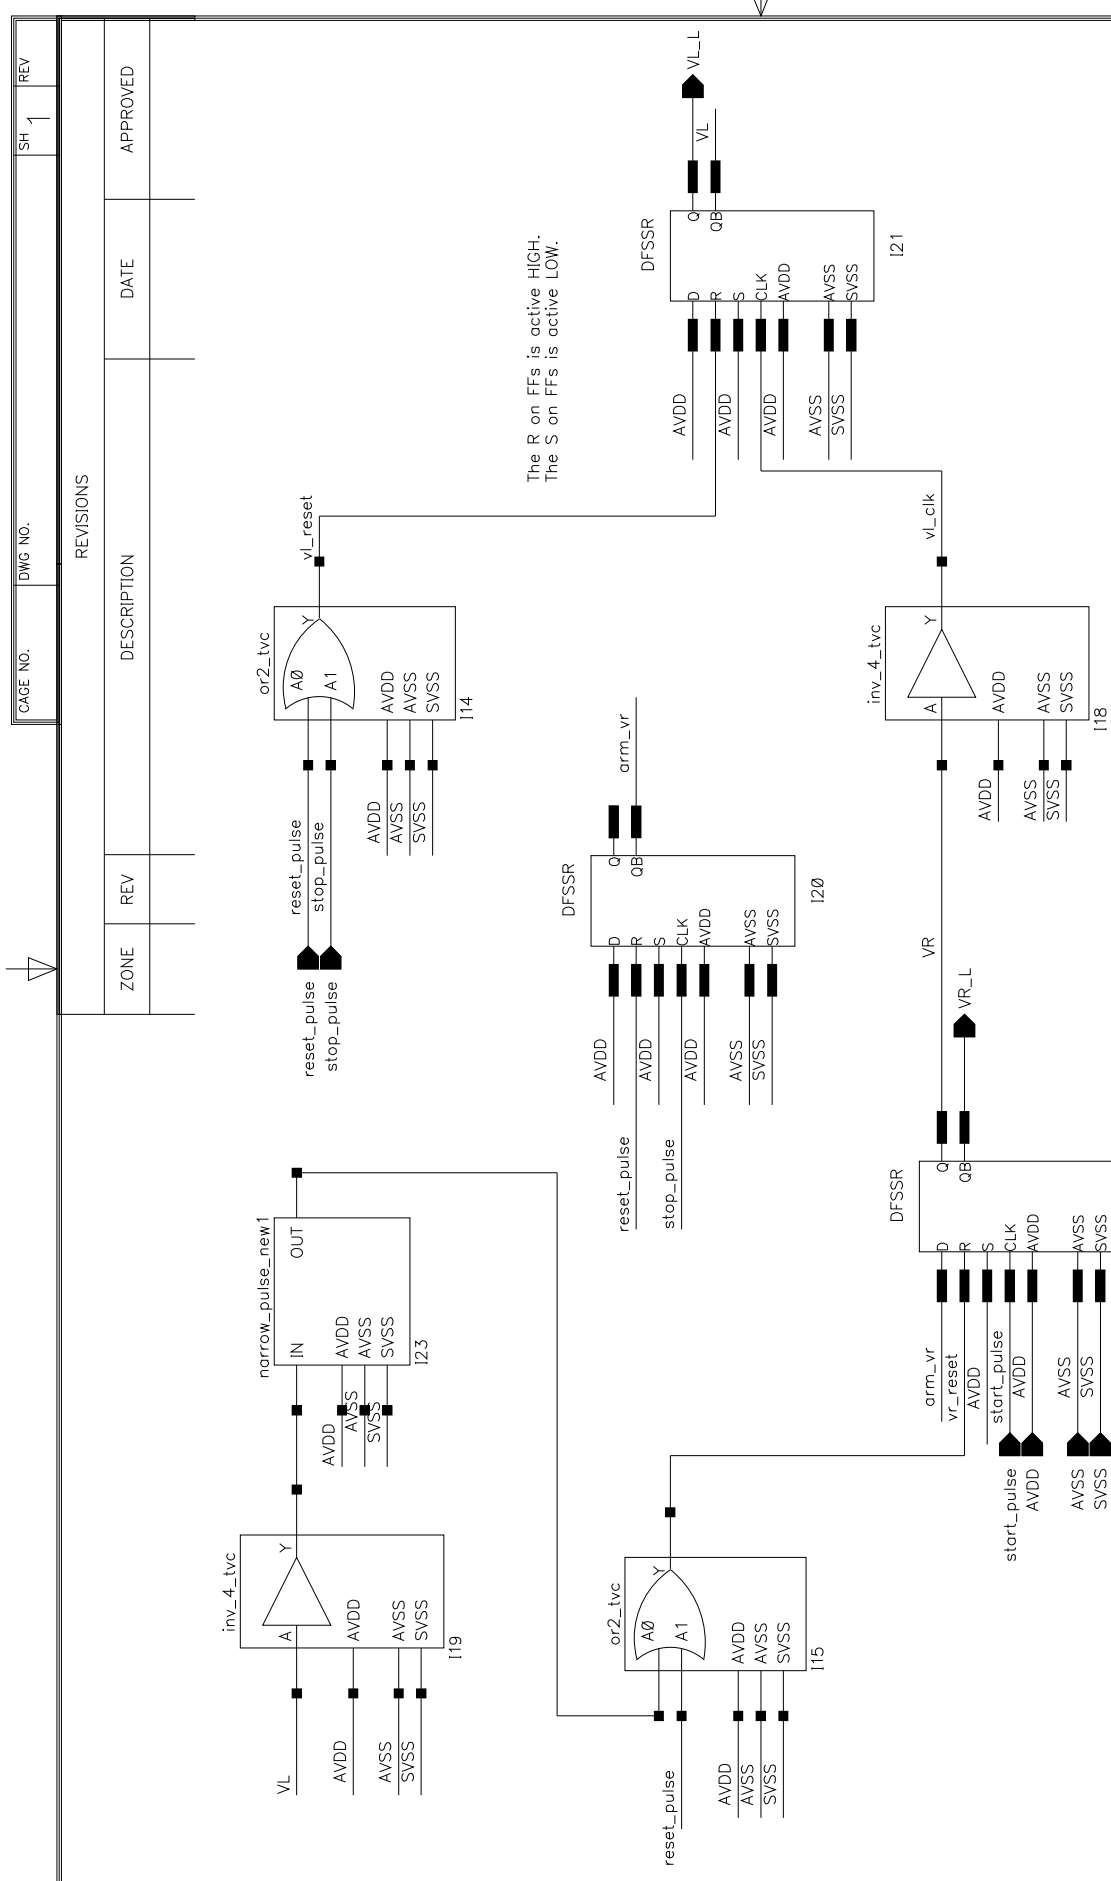 CAGE NO.
DWG NO.
SH 1
REV
REVISIONS
ZONE
REV
DESCRIPTION
DATE
APPROVED
inv_4_tvc
A
Y
AVDD
AVSS
SVSS
I19
VL
AVDD
AVSS
SVSS
narrow_pulse_new1
IN
OUT
AVDD
AVSS
SVSS
I23
AVDD
AVSS
SVSS
reset_pulse
stop_pulse
reset_pulse
stop_pulse
or2_tvc
A0
A1
Y
AVDD
AVSS
SVSS
I14
AVDD
AVSS
SVSS
vl_reset
The R on FFs is active HIGH.
The S on FFs is active LOW.
DFSSR
D
R
S
CLK
AVDD
AVSS
SVSS
Q
QB
I20
AVDD
reset_pulse
AVDD
stop_pulse
AVDD
AVSS
SVSS
arm_vr
DFSSR
D
R
S
CLK
AVDD
AVSS
SVSS
Q
QB
I21
AVDD
AVDD
AVDD
AVSS
SVSS
VL
VL_L
or2_tvc
A0
A1
Y
AVDD
AVSS
SVSS
I15
reset_pulse
AVDD
AVSS
SVSS
DFSSR
D
R
S
CLK
AVDD
AVSS
SVSS
Q
QB
arm_vr
vr_reset
AVDD
start_pulse
AVDD
AVSS
SVSS
start_pulse
AVDD
AVSS
SVSS
VR_L
VR
inv_4_tvc
A
Y
AVDD
AVSS
SVSS
I18
AVDD
AVSS
SVSS
vl_clk